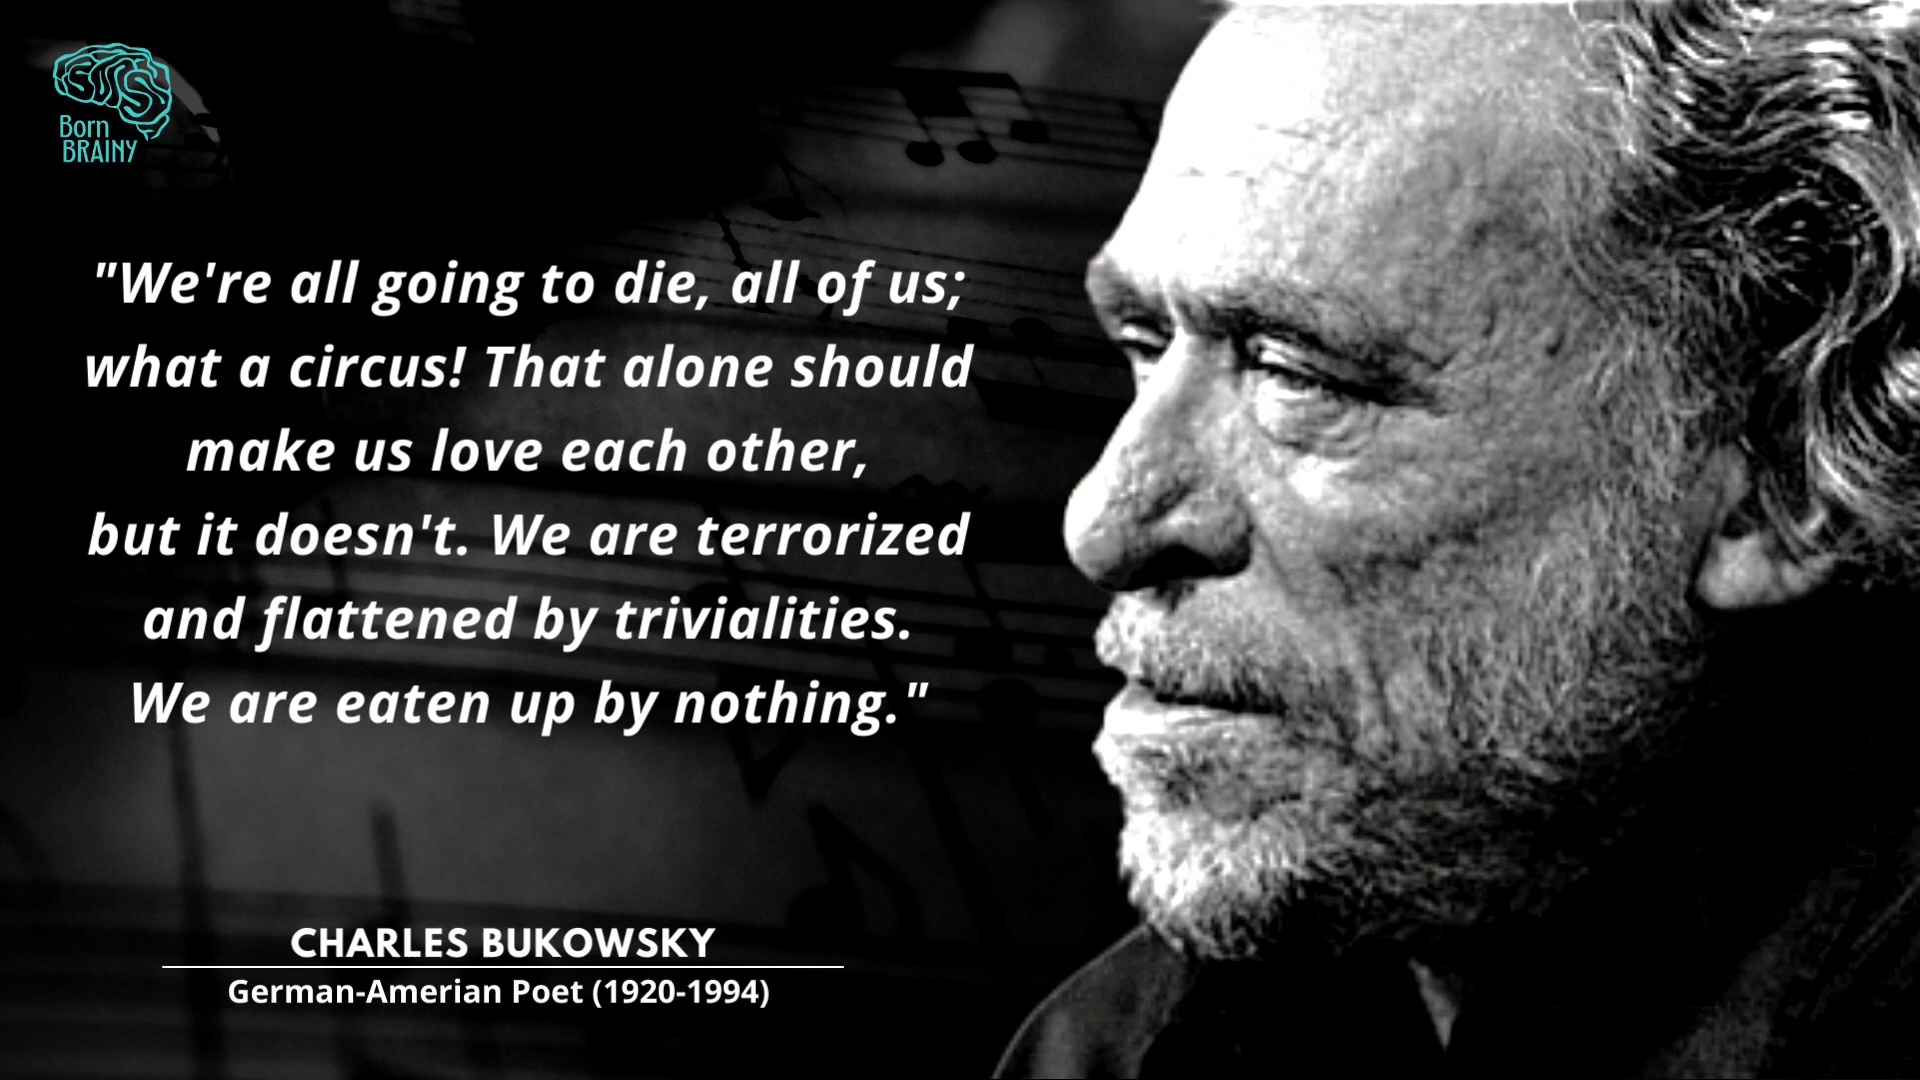 Born
BRAINY
"We're all going to die, all of us;
what a circus! That alone should
make us love each other,
but it doesn't. We are terrorized
and flattened by trivialities.
We are eaten up by nothing."
CHARLES BUKOWSKY
German-Amerian Poet (1920-1994)